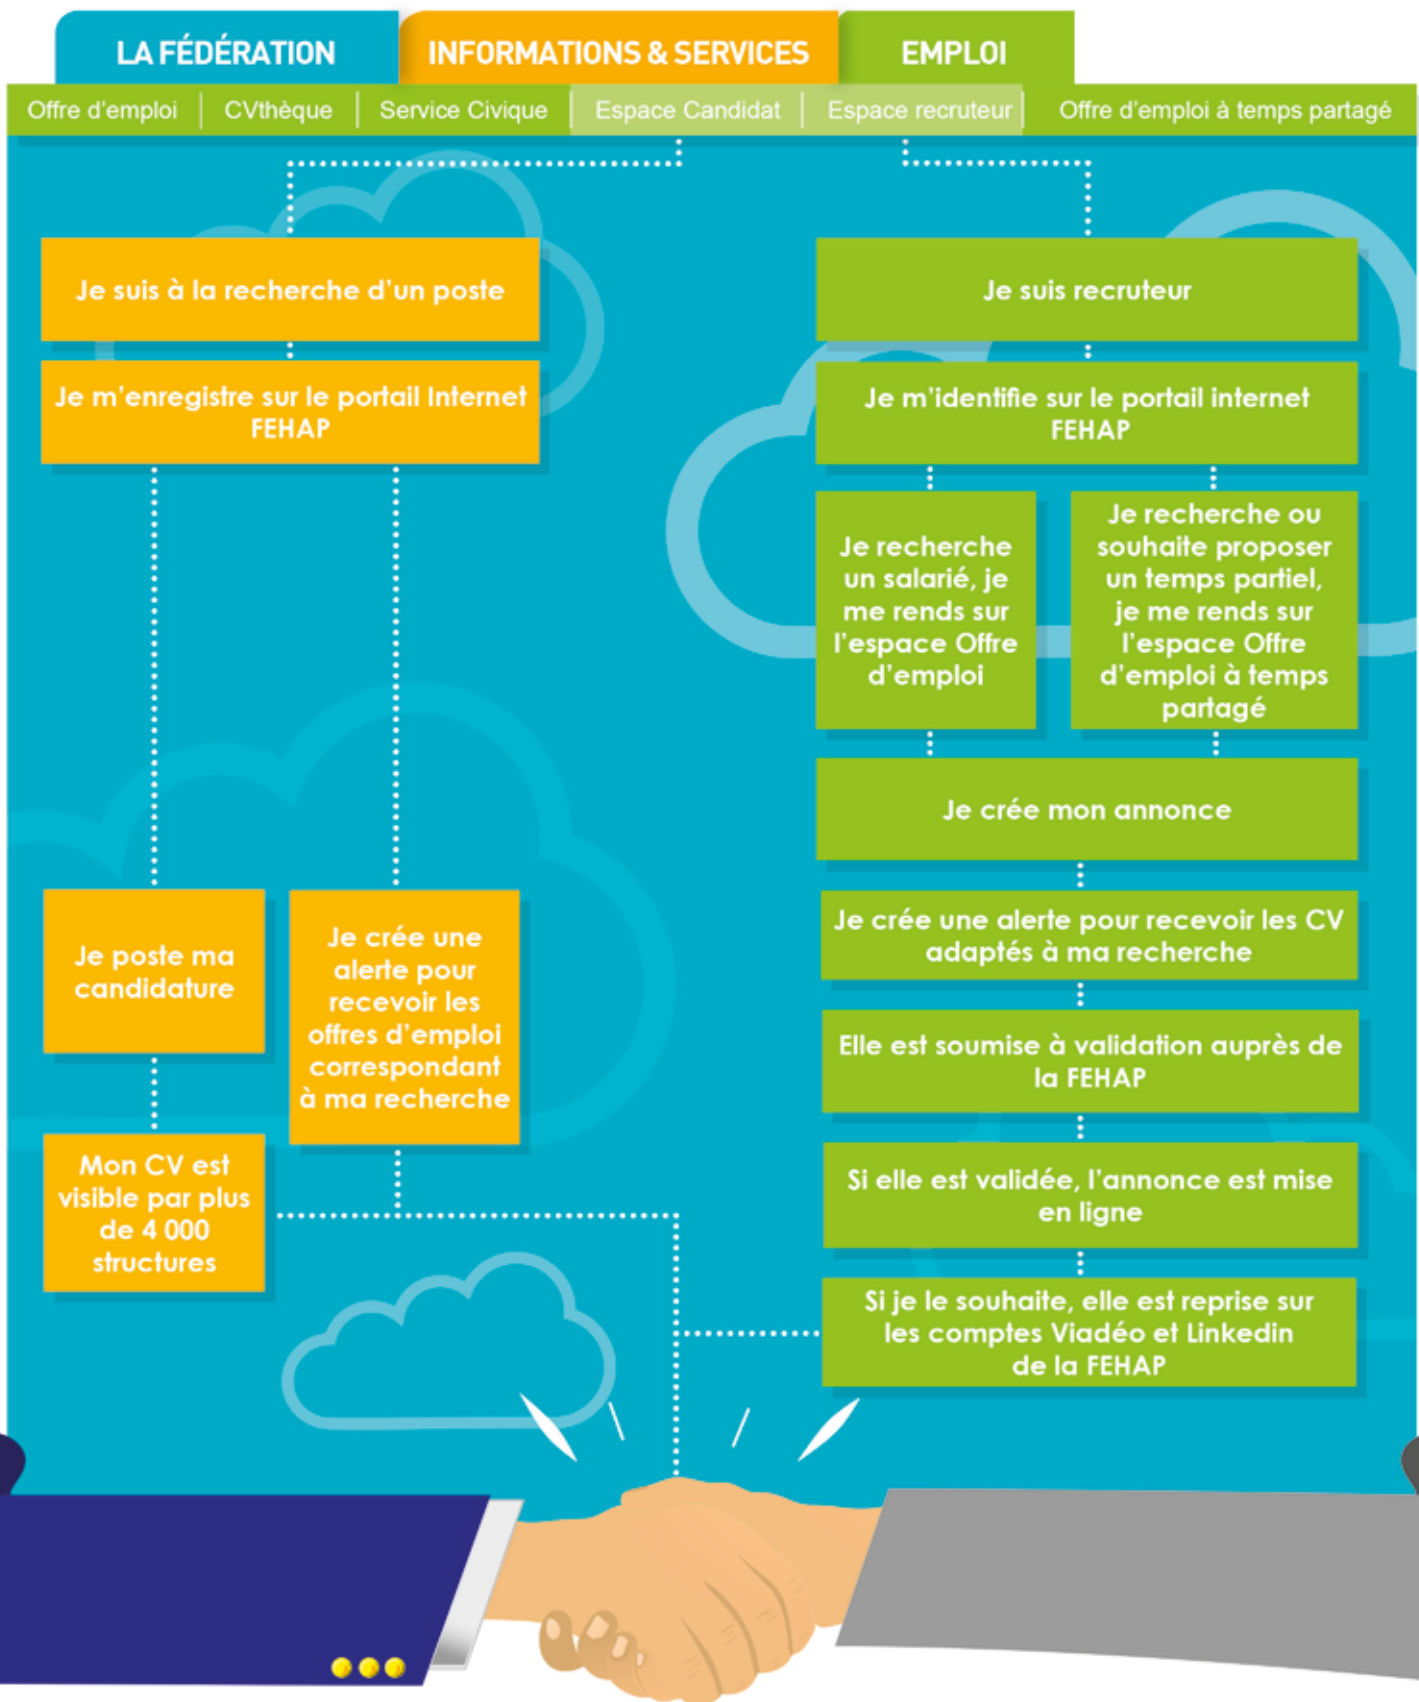 LA FÉDÉRATION
INFORMATIONS & SERVICES
EMPLOI
Offre d'emploi
CVthèque
Service Civique
Espace Candidat
Espace recruteur
Offre d'emploi à temps partagé
Je suis à la recherche d'un poste
Je m'enregistre sur le portail Internet
FEHAP
Je poste ma
candidature
Mon CV est
visible par plus
de 4 000
structures
Je crée une
alerte pour
recevoir les
offres d'emploi
correspondant
à ma recherche
Je suis recruteur
Je m'identifie sur le portail internet
FEHAP
Je recherche
un salarié, je
me rends sur
l'espace Offre
d'emploi
Je recherche ou
souhaite proposer
un temps partiel,
je me rends sur
l'espace Offre
d'emploi à temps
partagé
Je crée mon annonce
Je crée une alerte pour recevoir les CV
adaptés à ma recherche
Elle est soumise à validation auprès de
la FEHAP
Si elle est validée, l'annonce est mise
en ligne
Si je le souhaite, elle est reprise sur
les comptes Viadéo et Linkedin
de la FEHAP